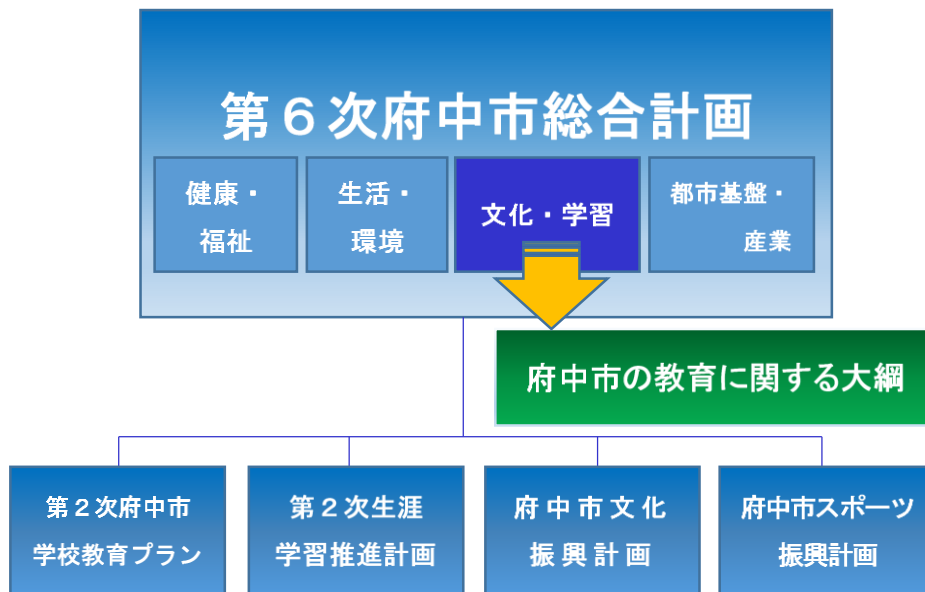 第６次府中市総合計画
健康・
福祉
生活・
環境
文化・学習
都市基盤・
産業
府中市の教育に関する大綱
第２次府中市
学校教育プラン
第２次生涯
学習推進計画
府中市文化
振興計画
府中市スポーツ
振興計画